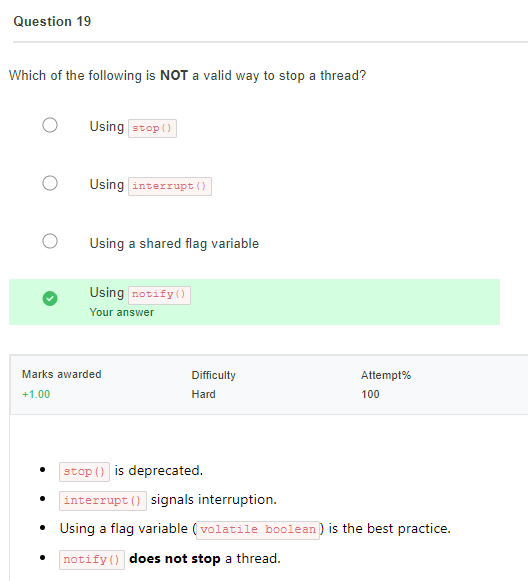 Question 19
Which of the following is NOT a valid way to stop a thread?
Using stop()
Using interrupt()
Using a shared flag variable
Using notify()
Your answer
Marks awarded Difficulty Attempt%
+1.00 Hard 100
• stop() is deprecated.
• interrupt() signals interruption.
• Using a flag variable (volatile boolean) is the best practice.
• notify() does not stop a thread.